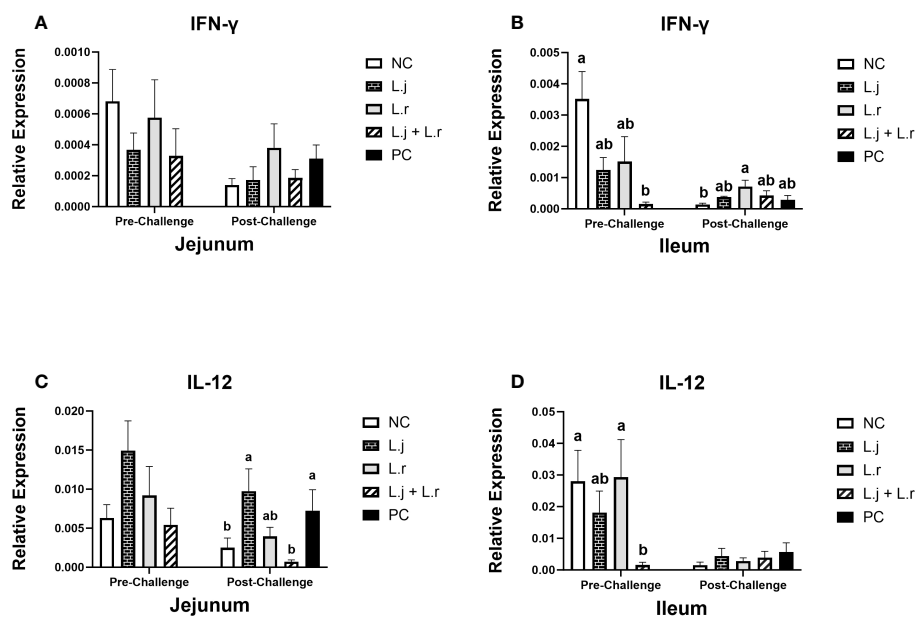 A
IFN-γ
Relative Expression
0.0010
0.0008
0.0006
0.0004
0.0002
0.0000
Pre-Challenge
Post-Challenge
Jejunum
NC
L.j
L.r
L.j + L.r
PC
B
IFN-γ
Relative Expression
0.005
0.004
0.003
0.002
0.001
0.000
a
ab
ab
b
b
ab
a
ab
ab
Pre-Challenge
Post-Challenge
Ileum
NC
L.j
L.r
L.j + L.r
PC
C
IL-12
Relative Expression
0.020
0.015
0.010
0.005
0.000
b
a
ab
b
a
Pre-Challenge
Post-Challenge
Jejunum
NC
L.j
L.r
L.j + L.r
PC
D
IL-12
Relative Expression
0.05
0.04
0.03
0.02
0.01
0.00
a
ab
a
b
Pre-Challenge
Post-Challenge
Ileum
NC
L.j
L.r
L.j + L.r
PC